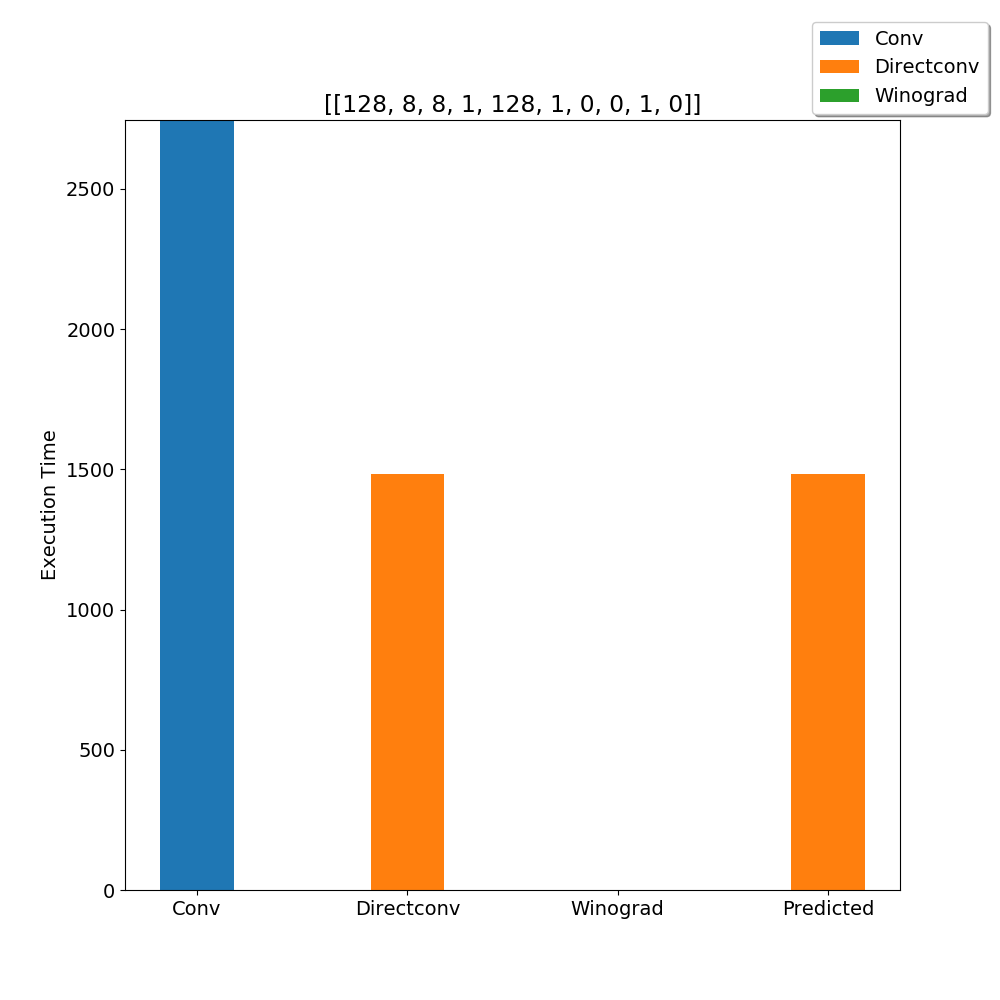 Conv
Directconv
Winograd
[[128, 8, 8, 1, 128, 1, 0, 0, 1, 0]]
2500
2000
1500
1000
500
0
Execution Time
Conv Directconv Winograd Predicted